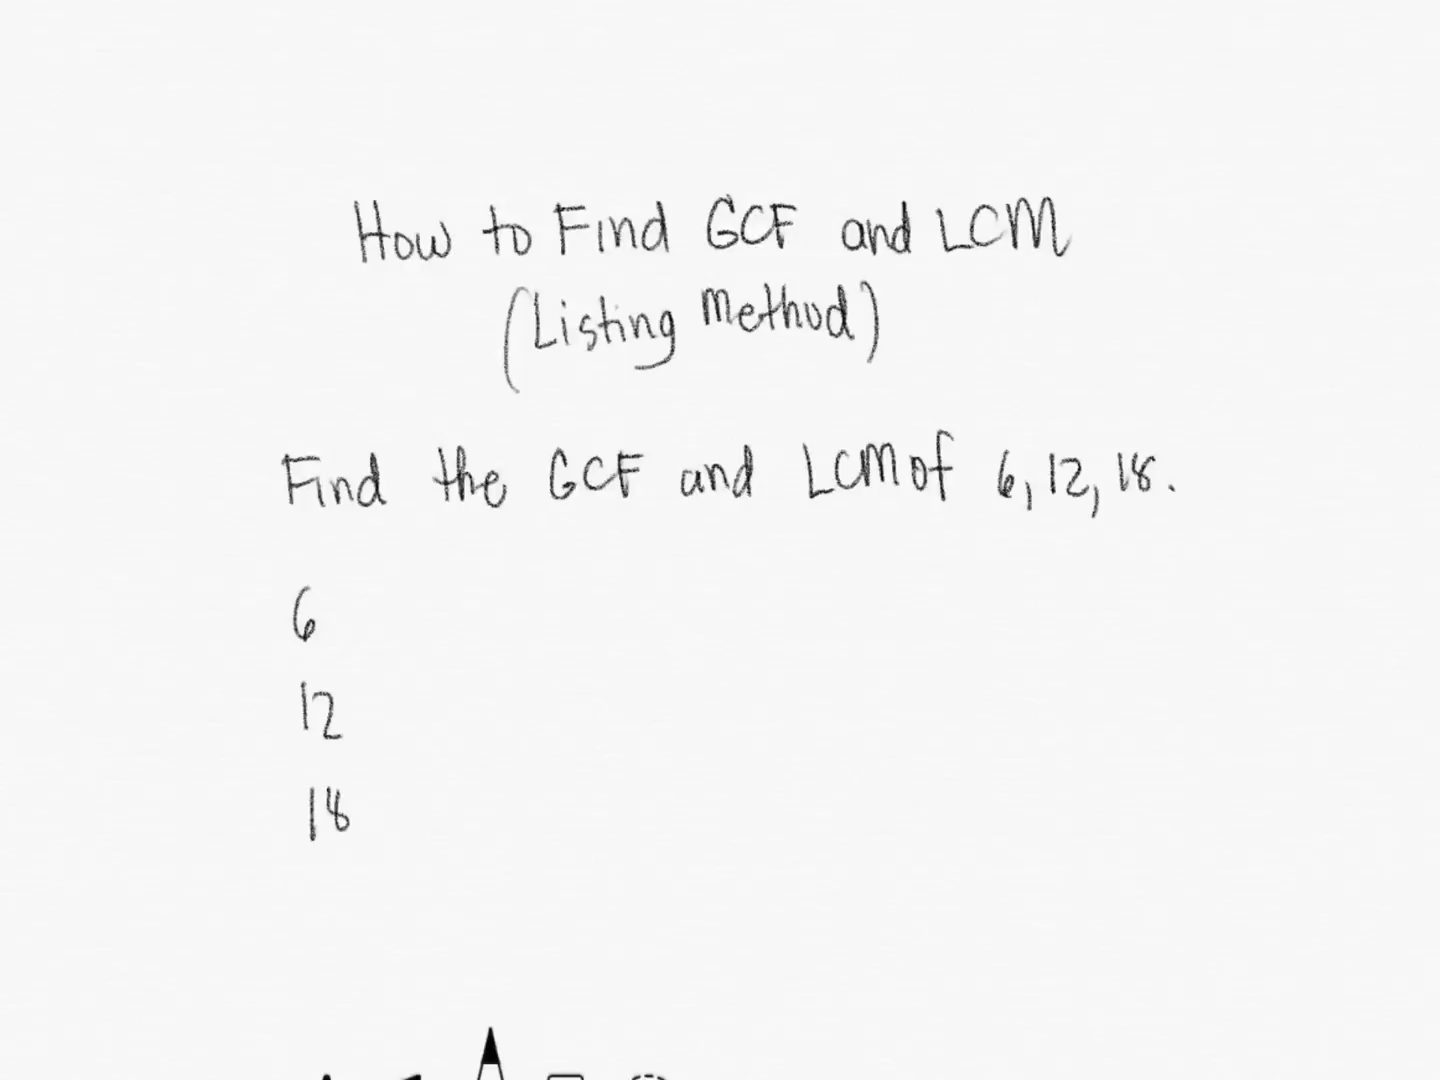 How to Find GCF and LCM
(Listing Method)
Find the GCF and LCM of 6, 12, 18.
6
12
18